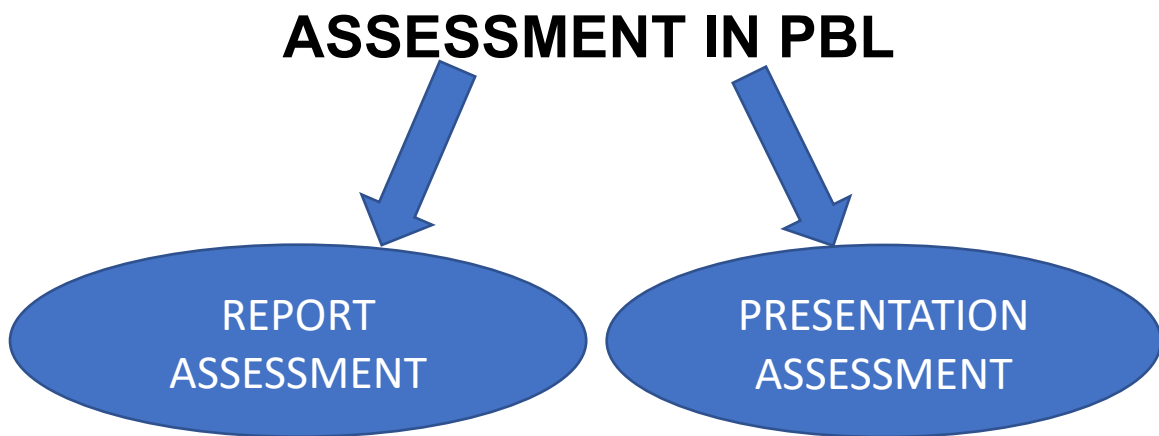 ASSESSMENT IN PBL
REPORT
ASSESSMENT
PRESENTATION
ASSESSMENT